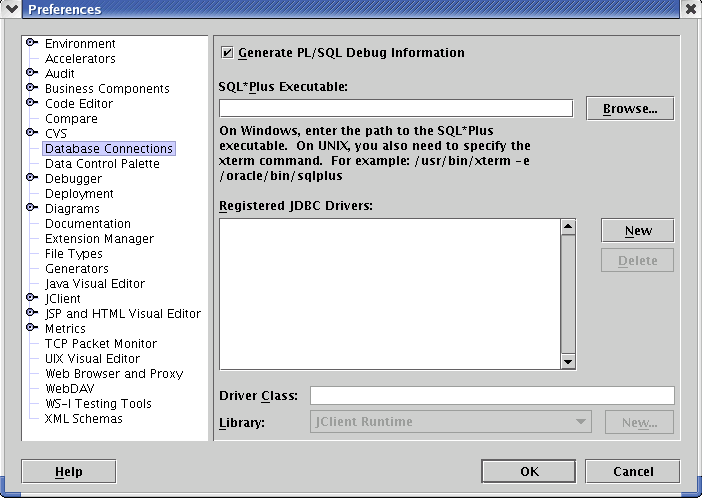 Preferences
Environment
Accelerators
Audit
Business Components
Code Editor
Compare
CVS
Database Connections
Data Control Palette
Debugger
Deployment
Diagrams
Documentation
Extension Manager
File Types
Generators
Java Visual Editor
JClient
JSP and HTML Visual Editor
Metrics
TCP Packet Monitor
UIX Visual Editor
Web Browser and Proxy
WebDAV
WS-I Testing Tools
XML Schemas
Generate PL/SQL Debug Information
SQL*Plus Executable:
Browse...
On Windows, enter the path to the SQL*Plus
executable.  On UNIX, you also need to specify the
xterm command.  For example: /usr/bin/xterm -e
/oracle/bin/sqlplus
Registered JDBC Drivers:
New
Delete
Driver Class:
Library:
JClient Runtime
New...
Help
OK
Cancel